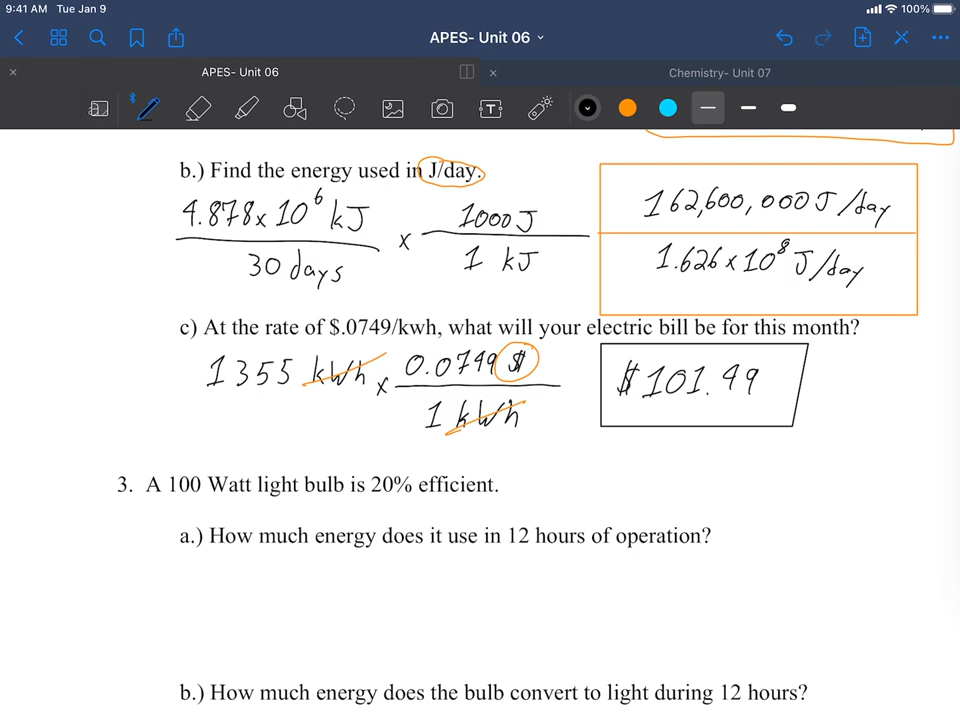 9:41 AM Tue Jan 9
100%
APES- Unit 06
APES- Unit 06
Chemistry- Unit 07
T
b.) Find the energy used in J/day.
4.878 x 10^6 kJ
30 days
x
1000 J
1 kJ
162,600,000 J/day
1.626 x 10^8 J/day
c) At the rate of $.0749/kwh, what will your electric bill be for this month?
1355 kWh x
0.0749 $
1 kWh
$101.49
3. A 100 Watt light bulb is 20% efficient.
a.) How much energy does it use in 12 hours of operation?
b.) How much energy does the bulb convert to light during 12 hours?